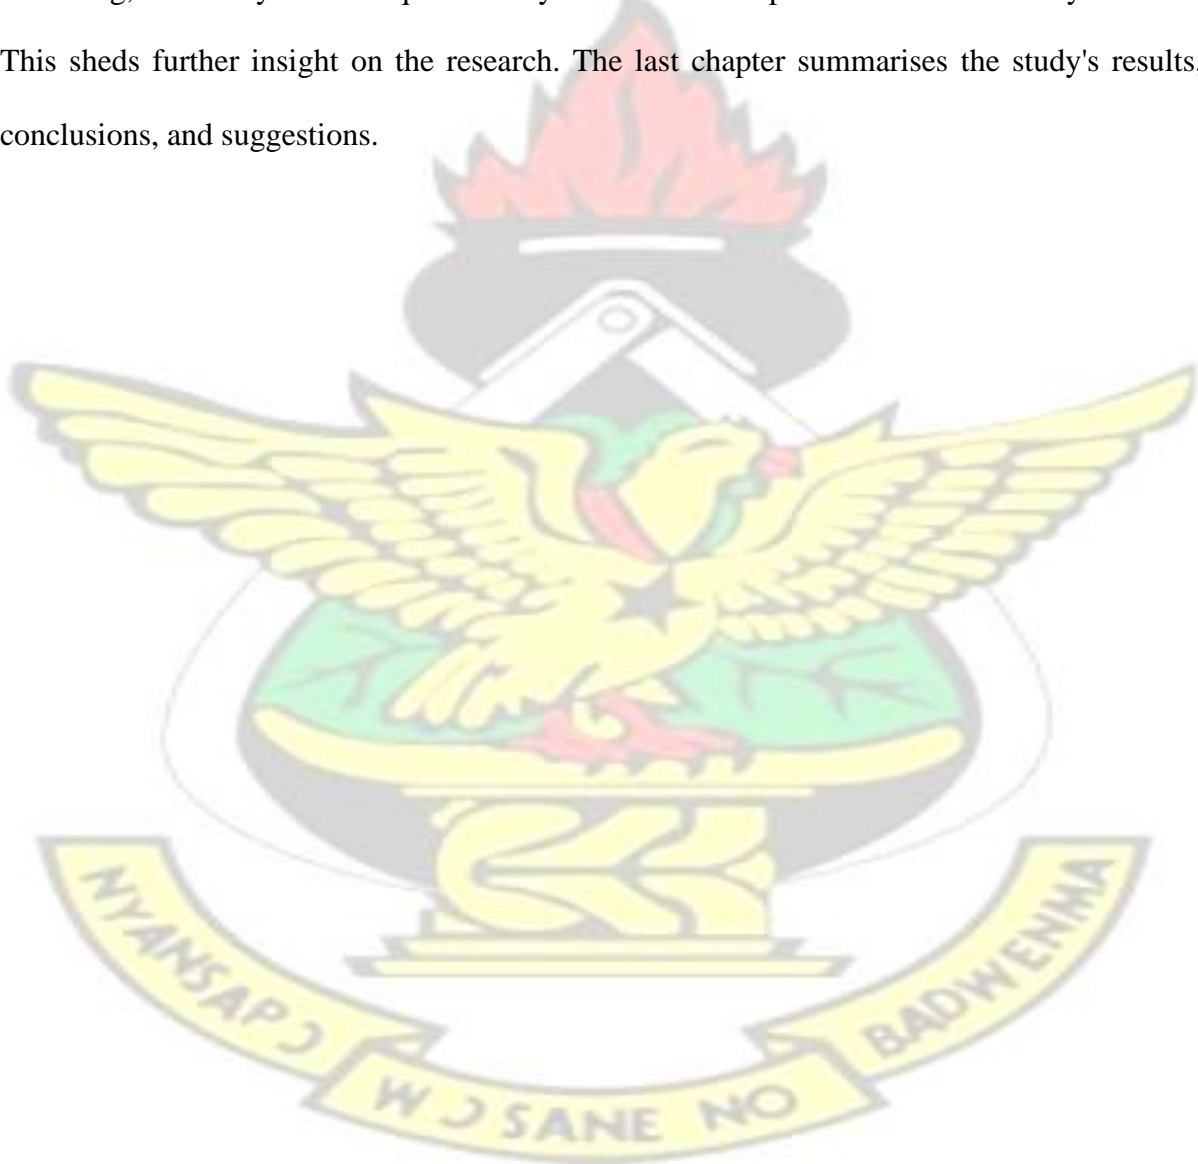 This sheds further insight on the research. The last chapter summarises the study's results,
conclusions, and suggestions.
NYANSAPƆ
WƆSANE NO
BADWENMA